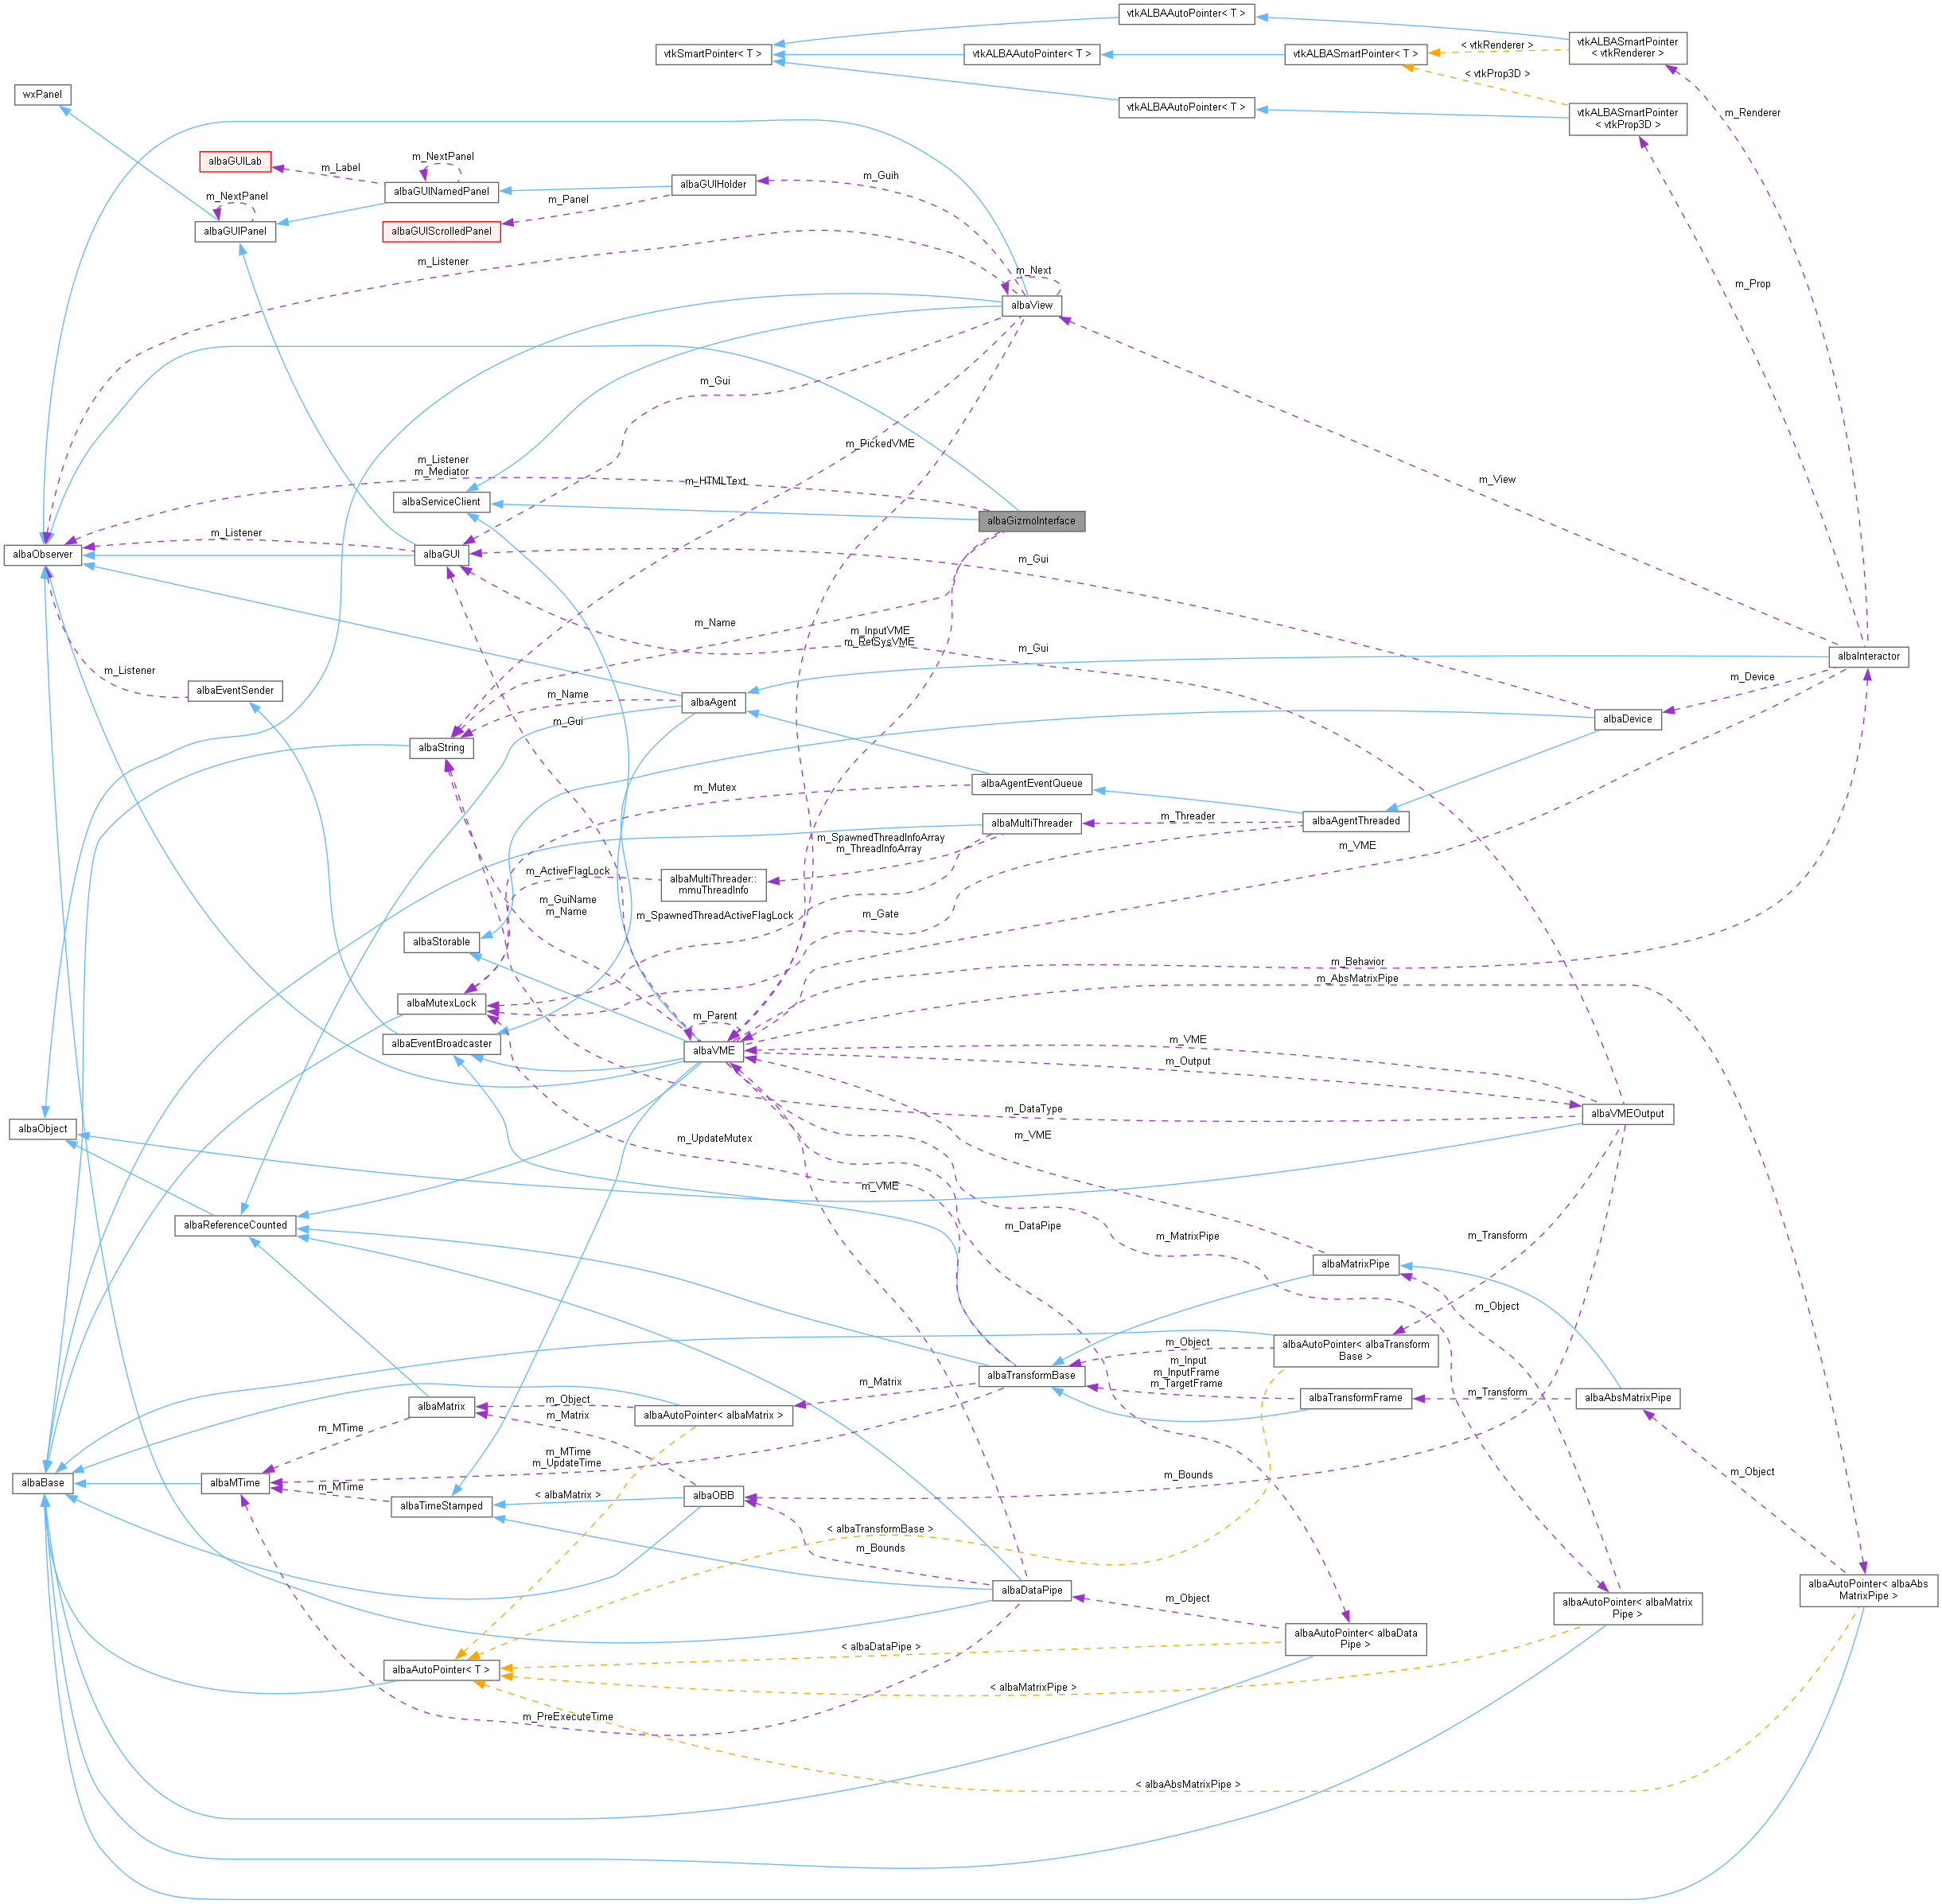 vtkALBAAutoPointer< T >
vtkSmartPointer< T >
vtkALBAAutoPointer< T >
vtkALBASmartPointer< T >
< vtkRenderer >
vtkALBASmartPointer
< vtkRenderer >
< vtkProp3D >
wxPanel
vtkALBAAutoPointer< T >
vtkALBASmartPointer
< vtkProp3D >
m_Renderer
albaGUILab
m_Label
m_NextPanel
albaGUINamedPanel
albaGUIHolder
m_Guih
m_NextPanel
m_Panel
albaGUIPanel
albaGUIScrolledPanel
m_Listener
m_Next
m_Prop
albaView
m_Gui
m_PickedVME
m_Listener
m_Mediator
m_HTMLText
m_View
albaServiceClient
albaGizmoInterface
m_Listener
albaObserver
albaGUI
m_Gui
m_Name
m_InputVME
m_RefSysVME
m_Gui
albaInteractor
m_Listener
albaEventSender
m_Name
albaAgent
m_Device
m_Gui
albaDevice
albaString
m_Mutex
albaAgentEventQueue
m_Threader
albaMultiThreader
albaAgentThreaded
m_SpawnedThreadInfoArray
m_ThreadInfoArray
m_VME
m_ActiveFlagLock
albaMultiThreader::
mmuThreadInfo
m_GuiName
m_Name
m_SpawnedThreadActiveFlagLock
m_Gate
albaStorable
m_Behavior
m_AbsMatrixPipe
albaMutexLock
m_Parent
albaEventBroadcaster
albaVME
m_VME
m_Output
m_DataType
albaVMEOutput
albaObject
m_UpdateMutex
m_VME
m_VME
albaReferenceCounted
m_DataPipe
m_MatrixPipe
m_Transform
albaMatrixPipe
m_Object
m_Object
albaAutoPointer< albaTransform
Base >
m_Input
m_InputFrame
m_TargetFrame
albaTransformBase
m_Matrix
albaMatrix
m_Object
m_Matrix
albaAutoPointer< albaMatrix >
albaTransformFrame
m_Transform
albaAbsMatrixPipe
m_MTime
m_MTime
m_UpdateTime
m_Bounds
m_Object
albaBase
albaMTime
m_MTime
albaTimeStamped
< albaMatrix >
albaOBB
< albaTransformBase >
m_Bounds
albaDataPipe
m_Object
albaAutoPointer< albaAbs
MatrixPipe >
albaAutoPointer< albaMatrix
Pipe >
albaAutoPointer< albaData
Pipe >
< albaDataPipe >
albaAutoPointer< T >
< albaMatrixPipe >
m_PreExecuteTime
< albaAbsMatrixPipe >